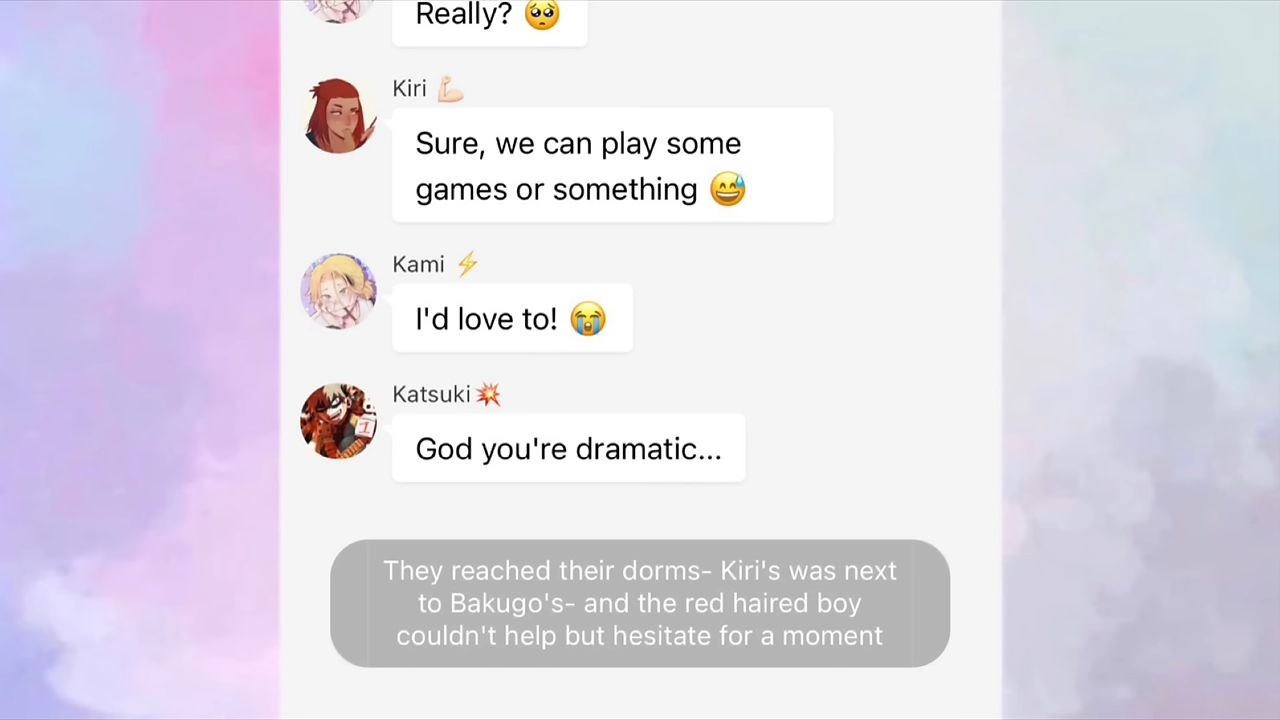 Really? 🥺
Kiri 💪🏻
Sure, we can play some
games or something 😅
Kami ⚡
I'd love to! 😭
Katsuki💥
God you're dramatic...
They reached their dorms- Kiri's was next
to Bakugo's- and the red haired boy
couldn't help but hesitate for a moment